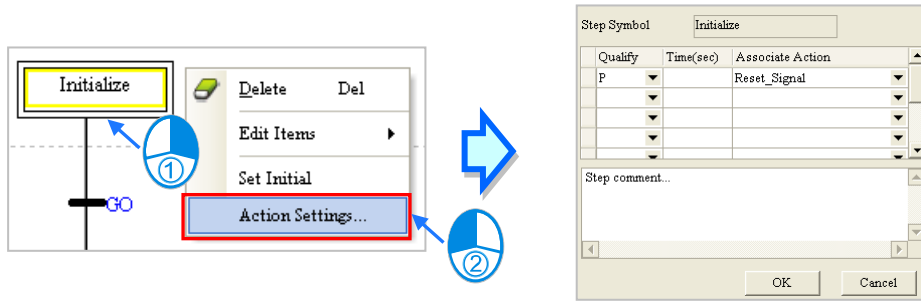 Initialize
GO
①
Delete Del
Edit Items
Set Initial
Action Settings...
②
Step Symbol Initialize
Qualify Time(sec) Associate Action
P Reset_Signal
Step comment...
OK Cancel